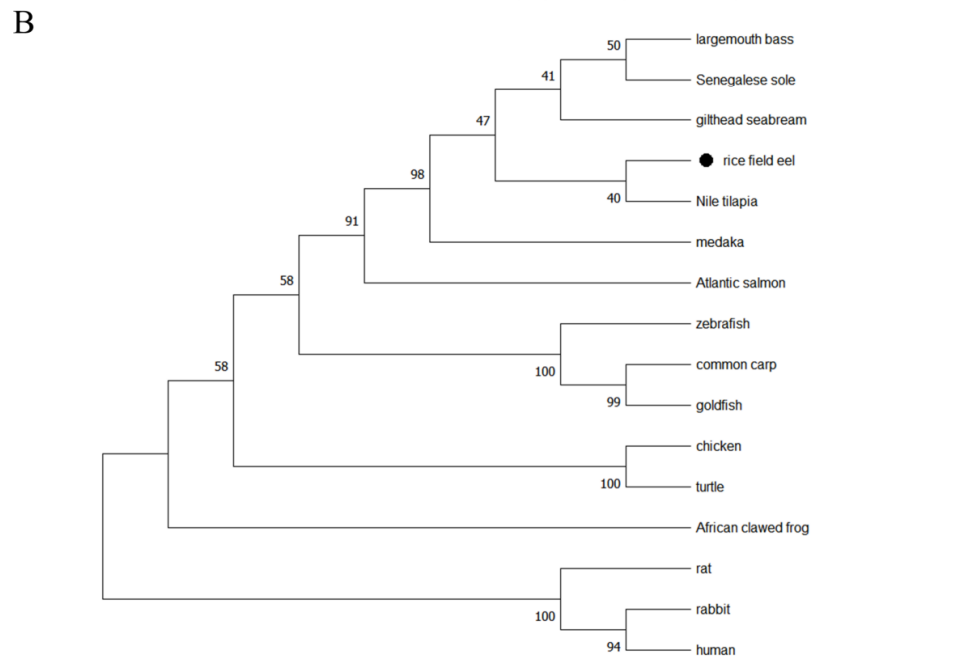 B
50
largemouth bass
Senegalese sole
41
gilthead seabream
47
rice field eel
40
Nile tilapia
98
medaka
91
Atlantic salmon
58
zebrafish
100
common carp
99
goldfish
58
chicken
100
turtle
African clawed frog
rat
100
rabbit
94
human